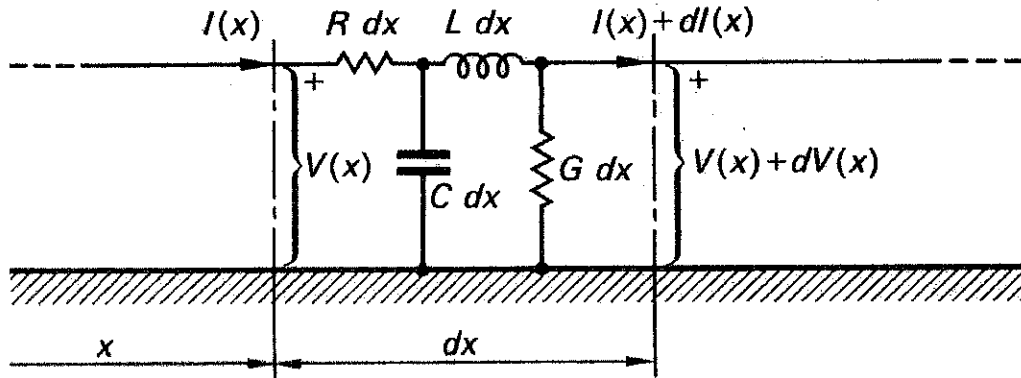 I(x) R dx L dx I(x) + dI(x)
+ +
V(x) C dx G dx V(x) + dV(x)
x dx